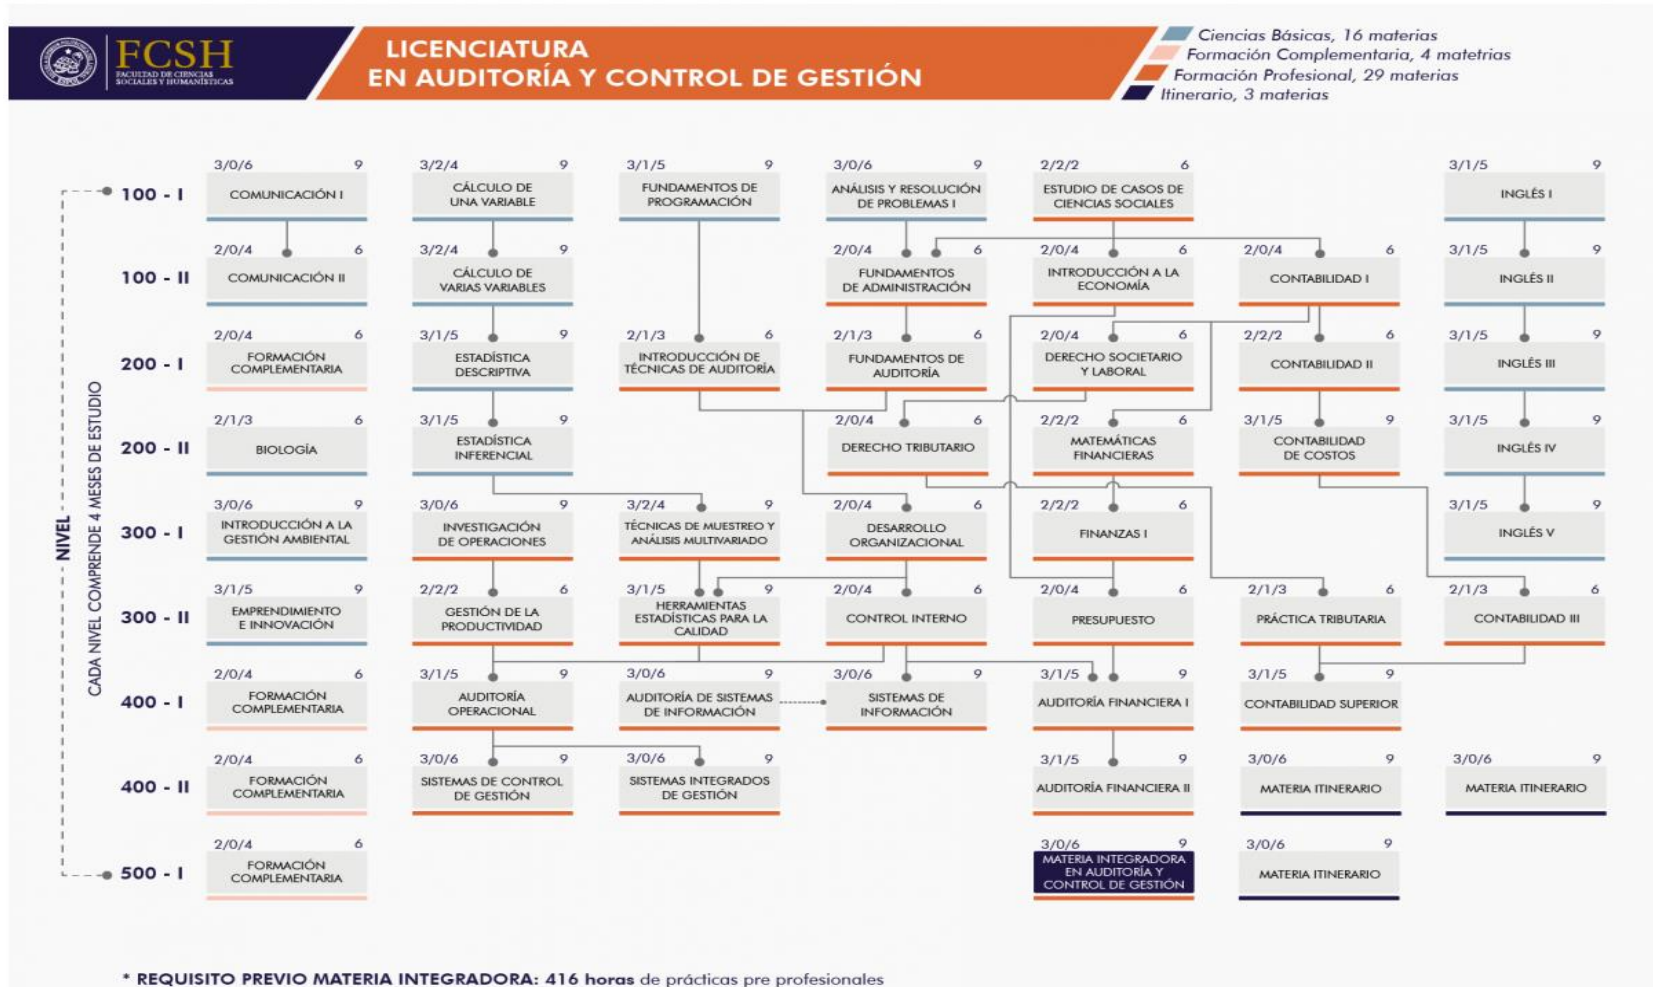 FCSH
FACULTAD DE CIENCIAS
SOCIALES Y HUMANÍSTICAS
LICENCIATURA
EN AUDITORÍA Y CONTROL DE GESTIÓN
Ciencias Básicas, 16 materias
Formación Complementaria, 4 matetrias
Formación Profesional, 29 materias
Itinerario, 3 materias
NIVEL
CADA NIVEL COMPRENDE 4 MESES DE ESTUDIO
100 - I
3/0/6 9
COMUNICACIÓN I
3/2/4 9
CÁLCULO DE
UNA VARIABLE
3/1/5 9
FUNDAMENTOS DE
PROGRAMACIÓN
3/0/6 9
ANÁLISIS Y RESOLUCIÓN
DE PROBLEMAS I
2/2/2 6
ESTUDIO DE CASOS DE
CIENCIAS SOCIALES
3/1/5 9
INGLÉS I
100 - II
2/0/4 6
COMUNICACIÓN II
3/2/4 9
CÁLCULO DE
VARIAS VARIABLES
2/0/4 6
FUNDAMENTOS
DE ADMINISTRACIÓN
2/0/4 6
INTRODUCCIÓN A LA
ECONOMÍA
2/0/4 6
CONTABILIDAD I
3/1/5 9
INGLÉS II
200 - I
2/0/4 6
FORMACIÓN
COMPLEMENTARIA
3/1/5 9
ESTADÍSTICA
DESCRIPTIVA
2/1/3 6
INTRODUCCIÓN DE
TÉCNICAS DE AUDITORÍA
2/1/3 6
FUNDAMENTOS DE
AUDITORÍA
2/0/4 6
DERECHO SOCIETARIO
Y LABORAL
2/2/2 6
CONTABILIDAD II
3/1/5 9
INGLÉS III
200 - II
2/1/3 6
BIOLOGÍA
3/1/5 9
ESTADÍSTICA
INFERENCIAL
2/0/4 6
DERECHO TRIBUTARIO
2/2/2 6
MATEMÁTICAS
FINANCIERAS
3/1/5 9
CONTABILIDAD
DE COSTOS
3/1/5 9
INGLÉS IV
300 - I
3/0/6 9
INTRODUCCIÓN A LA
GESTIÓN AMBIENTAL
3/0/6 9
INVESTIGACIÓN
DE OPERACIONES
3/2/4 9
TÉCNICAS DE MUESTREO Y
ANÁLISIS MULTIVARIADO
2/0/4 6
DESARROLLO
ORGANIZACIONAL
2/2/2 6
FINANZAS I
3/1/5 9
INGLÉS V
300 - II
3/1/5 9
EMPRENDIMIENTO
E INNOVACIÓN
2/2/2 6
GESTIÓN DE LA
PRODUCTIVIDAD
3/1/5 9
HERRAMIENTAS
ESTADÍSTICAS PARA LA
CALIDAD
2/0/4 6
CONTROL INTERNO
2/0/4 6
PRESUPUESTO
2/1/3 6
PRÁCTICA TRIBUTARIA
2/1/3 6
CONTABILIDAD III
400 - I
2/0/4 6
FORMACIÓN
COMPLEMENTARIA
3/1/5 9
AUDITORÍA
OPERACIONAL
3/0/6 9
AUDITORÍA DE SISTEMAS
DE INFORMACIÓN
3/0/6 9
SISTEMAS DE
INFORMACIÓN
3/1/5 9
AUDITORÍA FINANCIERA I
3/1/5 9
CONTABILIDAD SUPERIOR
400 - II
2/0/4 6
FORMACIÓN
COMPLEMENTARIA
3/0/6 9
SISTEMAS DE CONTROL
DE GESTIÓN
3/0/6 9
SISTEMAS INTEGRADOS
DE GESTIÓN
3/1/5 9
AUDITORÍA FINANCIERA II
3/0/6 9
MATERIA ITINERARIO
3/0/6 9
MATERIA ITINERARIO
500 - I
2/0/4 6
FORMACIÓN
COMPLEMENTARIA
3/0/6 9
MATERIA INTEGRADORA
EN AUDITORÍA Y
CONTROL DE GESTIÓN
3/0/6 9
MATERIA ITINERARIO
* REQUISITO PREVIO MATERIA INTEGRADORA: 416 horas de prácticas pre profesionales